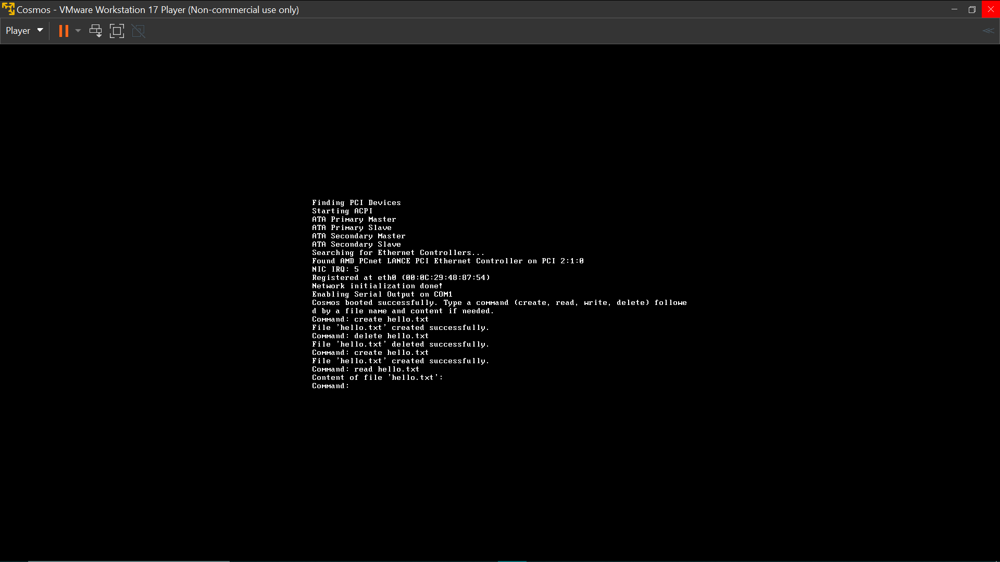 Cosmos - VMware Workstation 17 Player (Non-commercial use only)
Player
Finding PCI Devices
Starting ACPI
ATA Primary Master
ATA Primary Slave
ATA Secondary Master
ATA Secondary Slave
Searching for Ethernet Controllers...
Found AMD PCnet LANCE PCI Ethernet Controller on PCI 2:1:0
NIC IRQ: 5
Registered at eth0 (00:0C:29:48:87:54)
Network initialization done!
Enabling Serial Output on COM1
Cosmos booted successfully. Type a command (create, read, write, delete) followe
d by a file name and content if needed.
Command: create hello.txt
File 'hello.txt' created successfully.
Command: delete hello.txt
File 'hello.txt' deleted successfully.
Command: create hello.txt
File 'hello.txt' created successfully.
Command: read hello.txt
Content of file 'hello.txt':
Command: